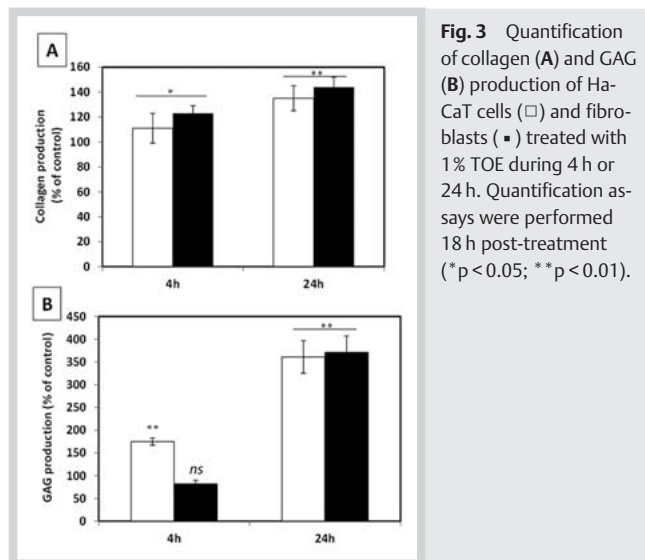 A
Collagen production
(% of control)
160
140
120
100
80
60
40
20
0
*
**
4h
24h
B
GAG production (% of control)
450
400
350
300
250
200
150
100
50
0
**
ns
**
4h
24h
Fig. 3 Quantification
of collagen (A) and GAG
(B) production of Ha-
CaT cells (□) and fibro-
blasts (▪) treated with
1% TOE during 4 h or
24 h. Quantification as-
says were performed
18 h post-treatment
(*p < 0.05; **p < 0.01).